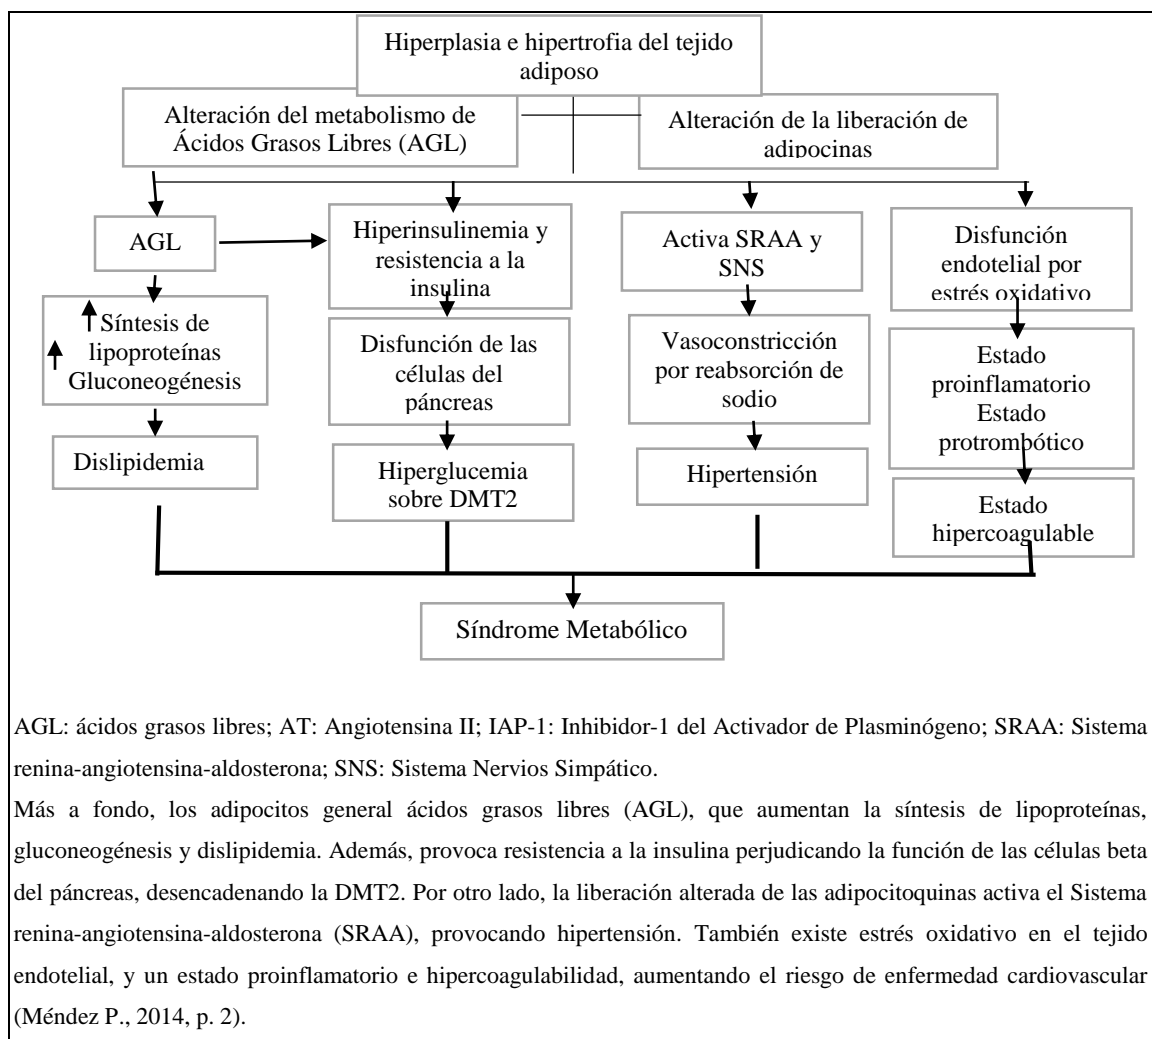 Hiperplasia e hipertrofia del tejido
adiposo
Alteración del metabolismo de
Ácidos Grasos Libres (AGL)
Alteración de la liberación de
adipocinas
AGL
Hiperinsulinemia y
resistencia a la
insulina
Activa SRAA y
SNS
Disfunción
endotelial por
estrés oxidativo
Síntesis de
lipoproteínas
Gluconeogénesis
Disfunción de las
células del
páncreas
Vasoconstricción
por reabsorción de
sodio
Estado
proinflamatorio
Estado
protrombótico
Dislipidemia
Hiperglucemia
sobre DMT2
Hipertensión
Estado
hipercoagulable
Síndrome Metabólico
AGL: ácidos grasos libres; AT: Angiotensina II; IAP-1: Inhibidor-1 del Activador de Plasminógeno; SRAA: Sistema
renina-angiotensina-aldosterona; SNS: Sistema Nervios Simpático.
Más a fondo, los adipocitos general ácidos grasos libres (AGL), que aumentan la síntesis de lipoproteínas,
gluconeogénesis y dislipidemia. Además, provoca resistencia a la insulina perjudicando la función de las células beta
del páncreas, desencadenando la DMT2. Por otro lado, la liberación alterada de las adipocitoquinas activa el Sistema
renina-angiotensina-aldosterona (SRAA), provocando hipertensión. También existe estrés oxidativo en el tejido
endotelial, y un estado proinflamatorio e hipercoagulabilidad, aumentando el riesgo de enfermedad cardiovascular
(Méndez P., 2014, p. 2).